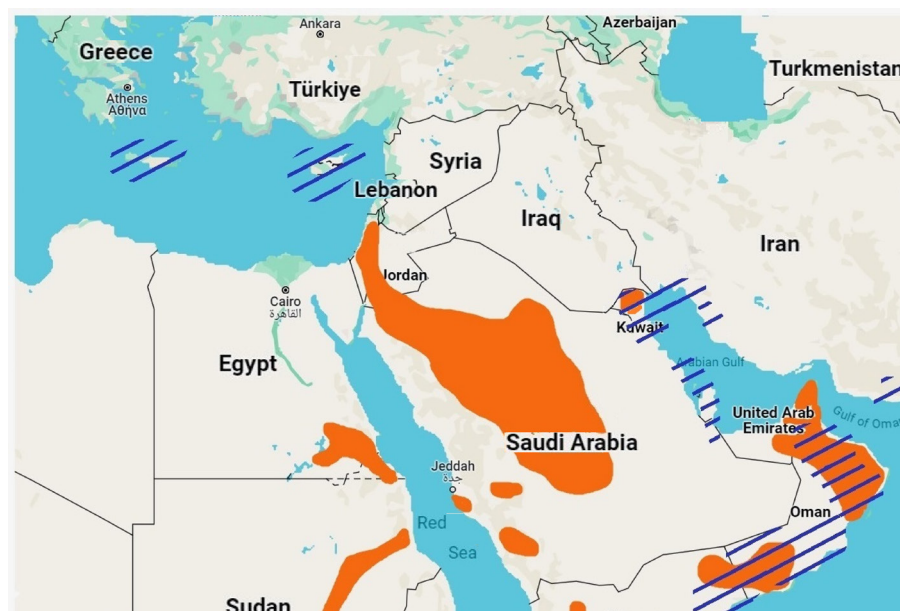 Ankara
Azerbaijan
Greece
Turkmenistan
Athens
Αθήνα
Türkiye
Syria
Lebanon
Iraq
Iran
Jordan
Cairo
القاهرة
Kuwait
Egypt
Arabian Gulf
United Arab
Emirates
Gulf of Oman
Saudi Arabia
Jeddah
جدة
Oman
Red
Sea
Sudan